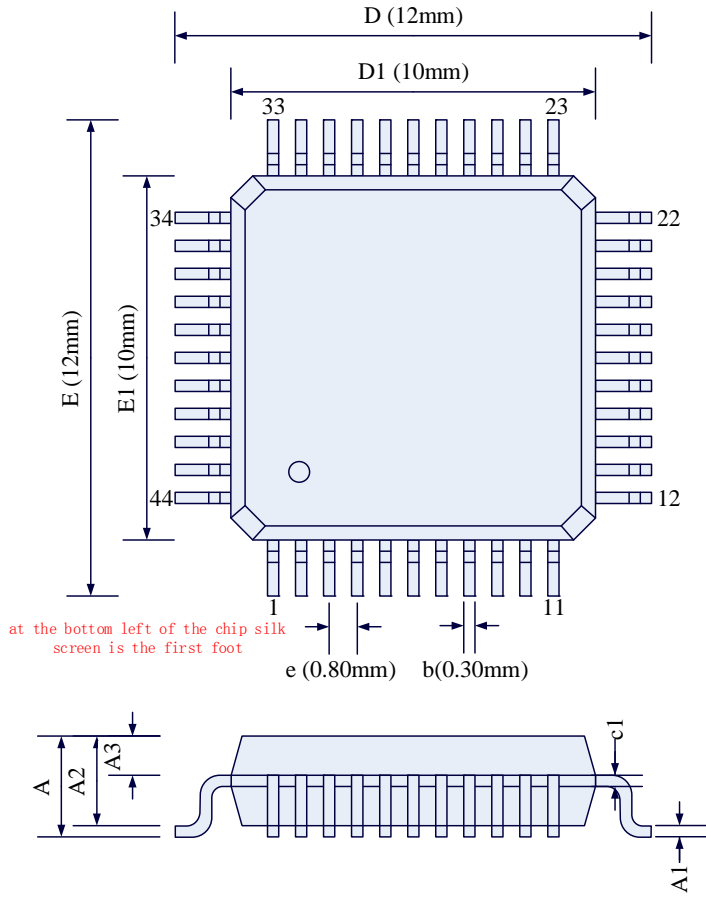 D (12mm)
D1 (10mm)
33
23
34
22
E (12mm)
E1 (10mm)
44
12
1
11
at the bottom left of the chip silk
screen is the first foot
e (0.80mm)
b(0.30mm)
A
A2
A3
c1
A1